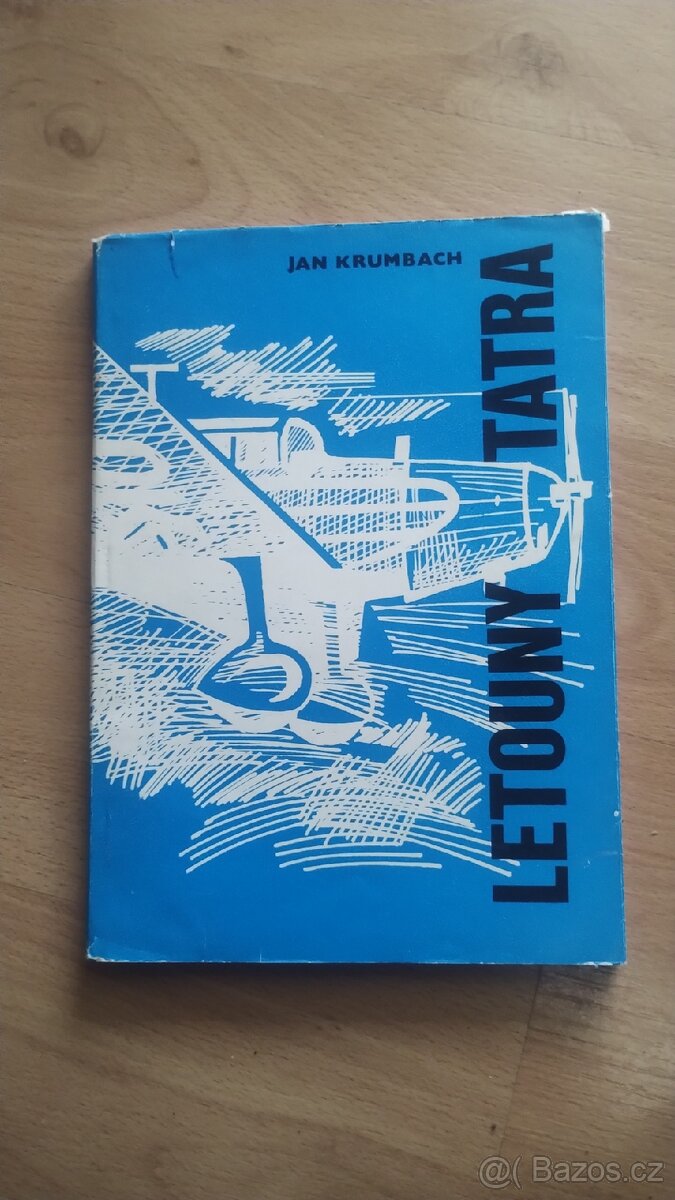 JAN KRUMBACH
LETOUNY TATRA
@( Bazos.cz